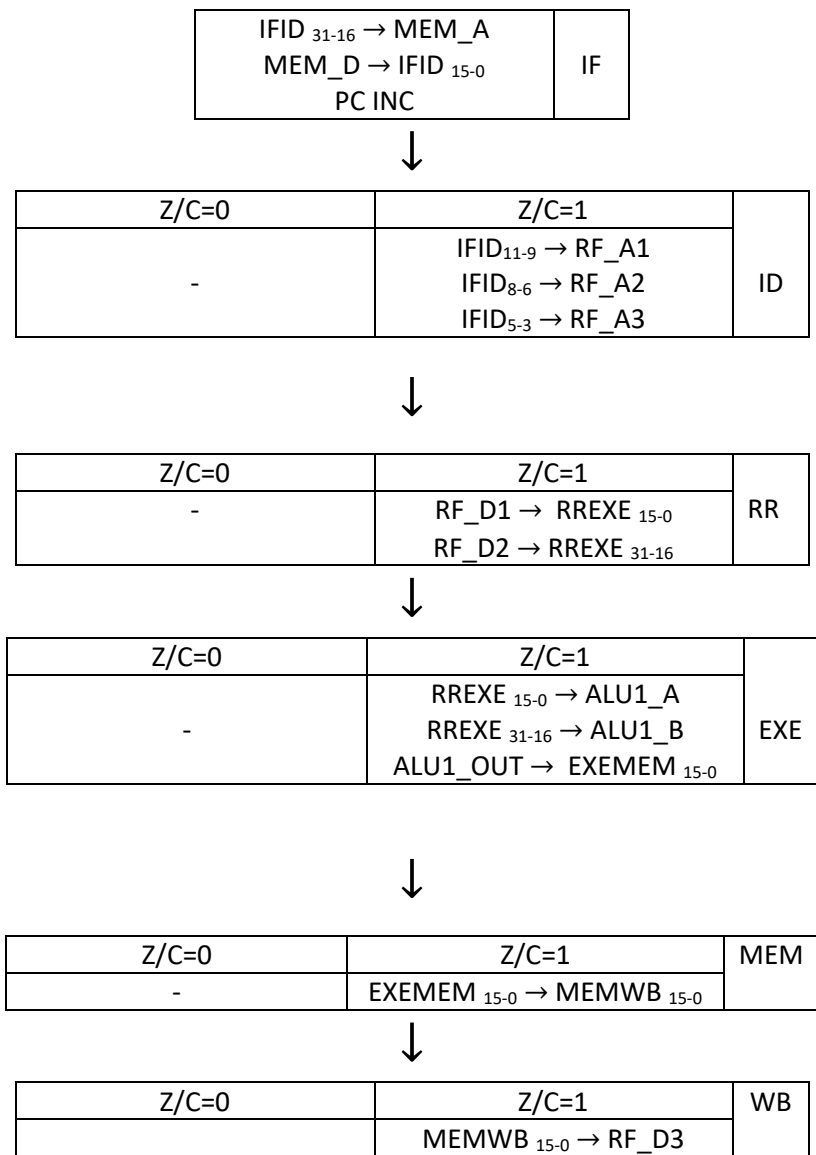 IFID 31-16 → MEM_A
MEM_D → IFID 15-0
PC INC
IF
↓
Z/C=0 Z/C=1
- IFID11-9 → RF_A1
IFID8-6 → RF_A2
IFID5-3 → RF_A3
ID
↓
Z/C=0 Z/C=1
- RF_D1 → RREXE 15-0
RF_D2 → RREXE 31-16
RR
↓
Z/C=0 Z/C=1
- RREXE 15-0 → ALU1_A
RREXE 31-16 → ALU1_B
ALU1_OUT → EXEMEM 15-0
EXE
↓
Z/C=0 Z/C=1 MEM
- EXEMEM 15-0 → MEMWB 15-0
↓
Z/C=0 Z/C=1 WB
MEMWB 15-0 → RF_D3